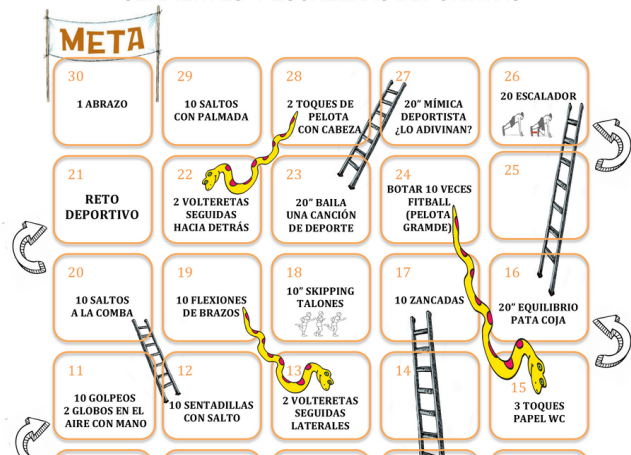 META
30
1 ABRAZO
29
10 SALTOS
CON PALMADA
28
2 TOQUES DE
PELOTA
CON CABEZA
27
20" MÍMICA
DEPORTISTA
¿LO ADIVINAN?
26
20 ESCALADOR
21
RETO
DEPORTIVO
22
2 VOLTERETAS
SEGUIDAS
HACIA DETRÁS
23
20" BAILA
UNA CANCIÓN
DE DEPORTE
24
BOTAR 10 VECES
FITBALL
(PELOTA
GRAMDE)
25
20
10 SALTOS
A LA COMBA
19
10 FLEXIONES
DE BRAZOS
18
10" SKIPPING
TALONES
17
10 ZANCADAS
16
20" EQUILIBRIO
PATA COJA
11
10 GOLPEOS
2 GLOBOS EN EL
AIRE CON MANO
12
10 SENTADILLAS
CON SALTO
13
2 VOLTERETAS
SEGUIDAS
LATERALES
14
15
3 TOQUES
PAPEL WC